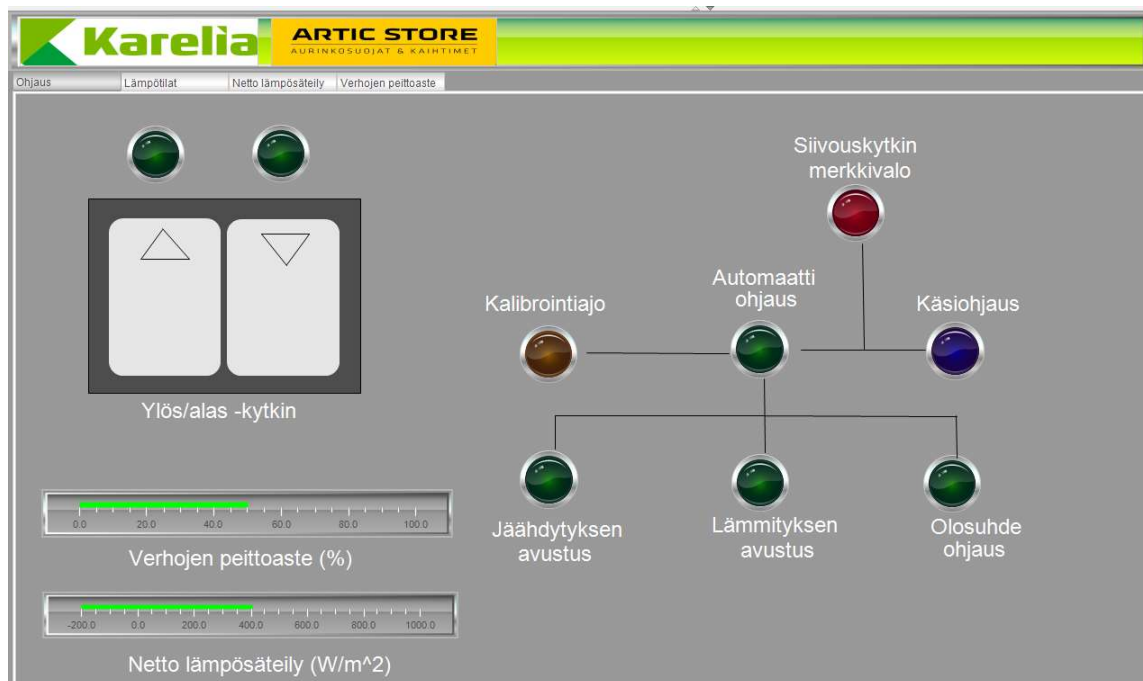 Karelia
ARTIC STORE
AURINKOSUOJAT & KAIHTIMET
Ohjaus
Lämpötilat
Netto lämpösäteily
Verhojen peittoaste
Siivouskytkin
merkkivalo
Automaatti
ohjaus
Kalibrointiajo
Käsiohjaus
Ylös/alas -kytkin
Jäähdytyksen
avustus
Lämmityksen
avustus
Olosuhde
ohjaus
0.0 20.0 40.0 60.0 80.0 100.0
Verhojen peittoaste (%)
-200.0 0.0 200.0 400.0 600.0 800.0 1000.0
Netto lämpösäteily (W/m^2)